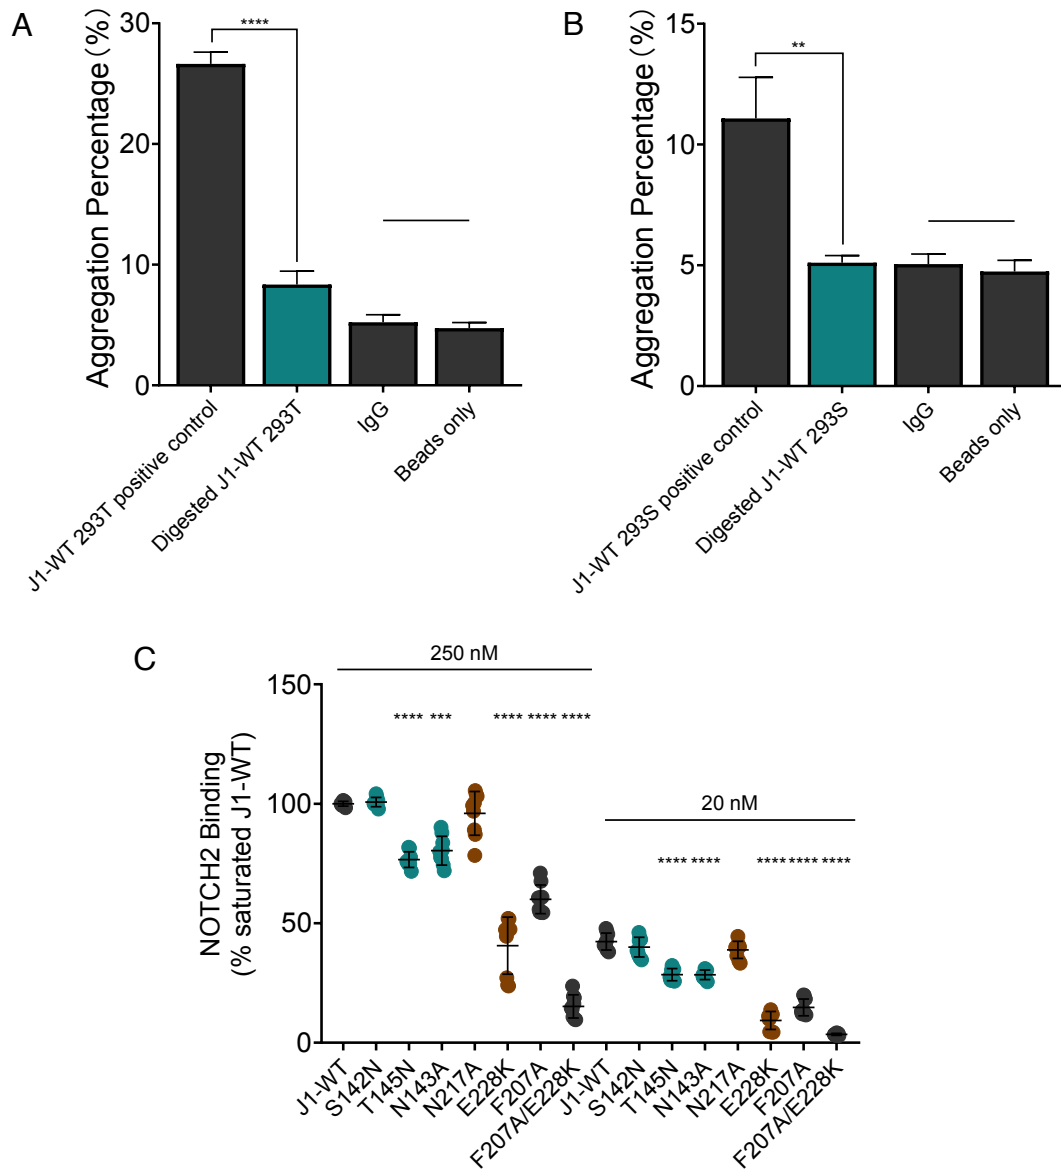 A
Aggregation Percentage (%)
30
20
10
0
****
J1-WT 293T positive control
Digested J1-WT 293T
IgG
Beads only
B
Aggregation Percentage (%)
15
10
5
0
**
J1-WT 293S positive control
Digested J1-WT 293S
IgG
Beads only
C
NOTCH2 Binding
(% saturated J1-WT)
150
100
50
0
250 nM
**** *** **** **** ****
20 nM
**** **** **** **** ****
J1-WT
S142N
T145N
N143A
N217A
E228K
F207A
F207A/E228K
J1-WT
S142N
T145N
N143A
N217A
E228K
F207A
F207A/E228K